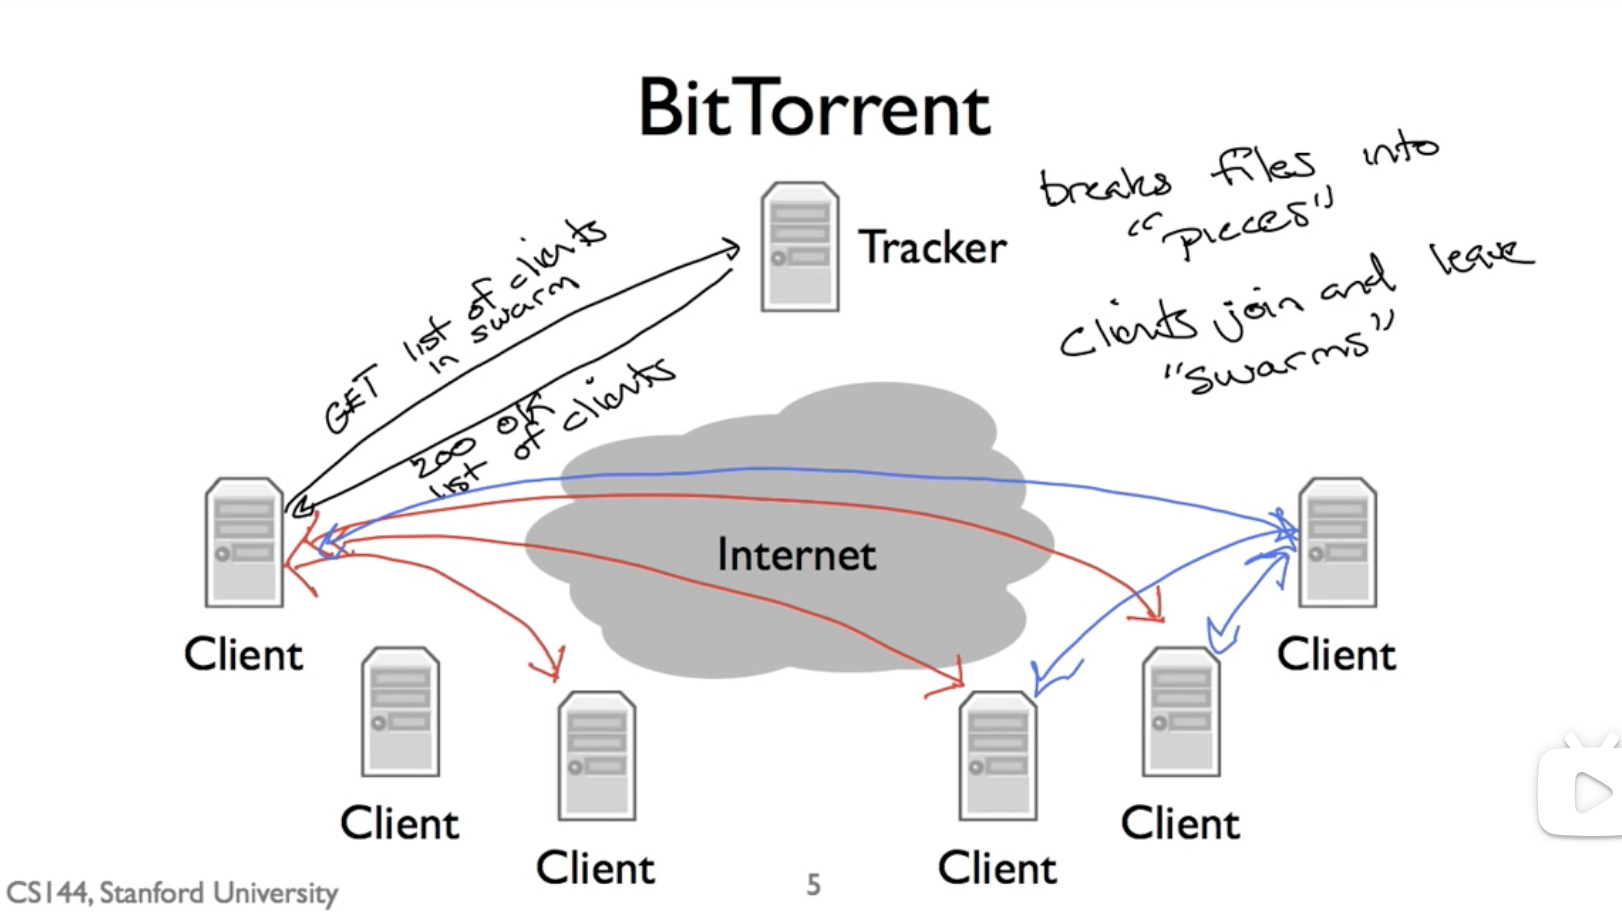 BitTorrent
breaks files into
"pieces"
Tracker
clients join and leave
"swarms"
GET list of clients
in swarm
200 OK
list of clients
Internet
Client
Client
Client
Client
Client
Client
CS144, Stanford University
5